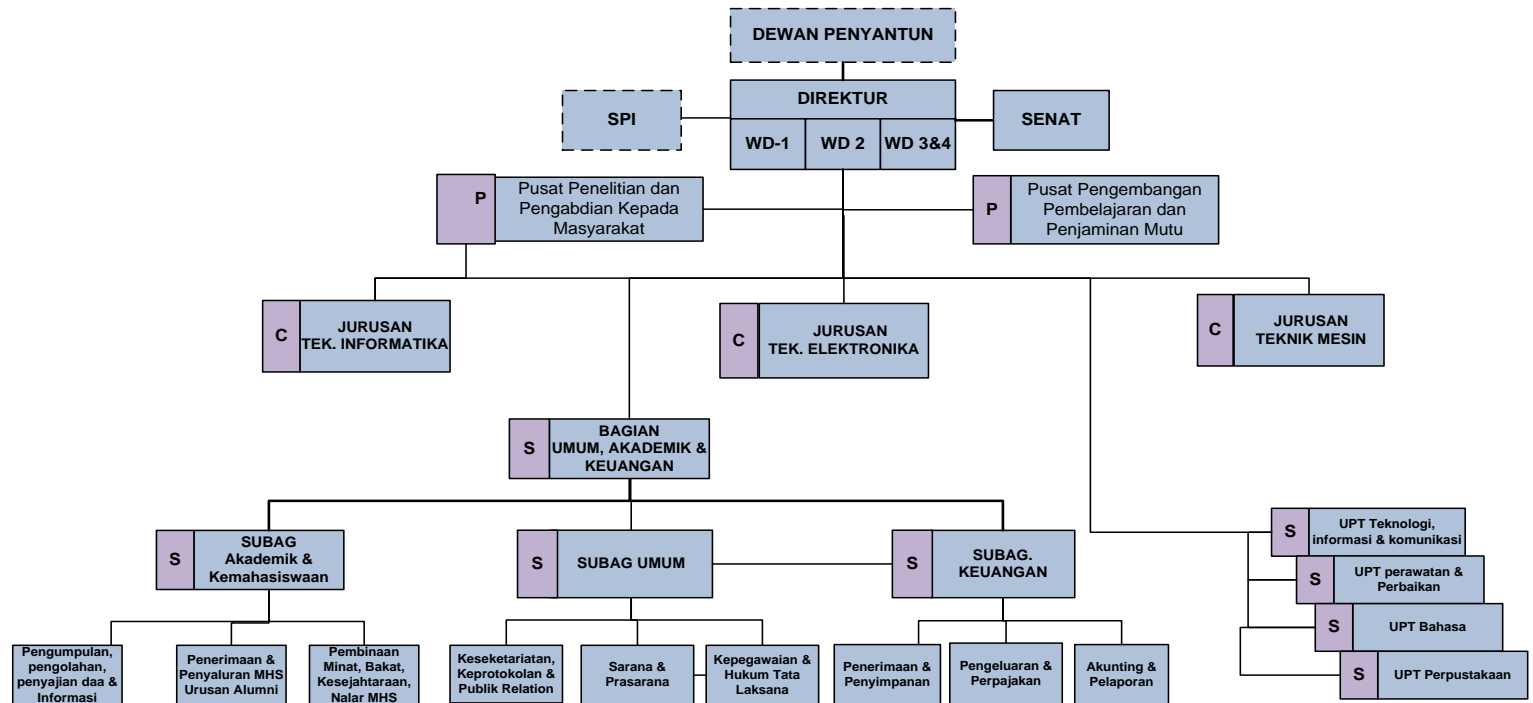 DEWAN PENYANTUN
DIREKTUR
SPI
SENAT
WD-1
WD 2
WD 3&4
P
Pusat Penelitian dan
Pengabdian Kepada
Masyarakat
P
Pusat Pengembangan
Pembelajaran dan
Penjaminan Mutu
C
JURUSAN
TEK. INFORMATIKA
C
JURUSAN
TEK. ELEKTRONIKA
C
JURUSAN
TEKNIK MESIN
S
BAGIAN
UMUM, AKADEMIK &
KEUANGAN
S
SUBAG
Akademik &
Kemahasiswaan
S
SUBAG UMUM
S
SUBAG.
KEUANGAN
S
UPT Teknologi,
informasi & komunikasi
S
UPT perawatan &
Perbaikan
S
UPT Bahasa
S
UPT Perpustakaan
Pengumpulan,
pengolahan,
penyajian daa &
Informasi
Penerimaan &
Penyaluran MHS
Urusan Alumni
Pembinaan
Minat, Bakat,
Kesejahtaraan,
Nalar MHS
Keseketariatan,
Keprotokolan &
Publik Relation
Sarana &
Prasarana
Kepegawaian &
Hukum Tata
Laksana
Penerimaan &
Penyimpanan
Pengeluaran &
Perpajakan
Akunting &
Pelaporan